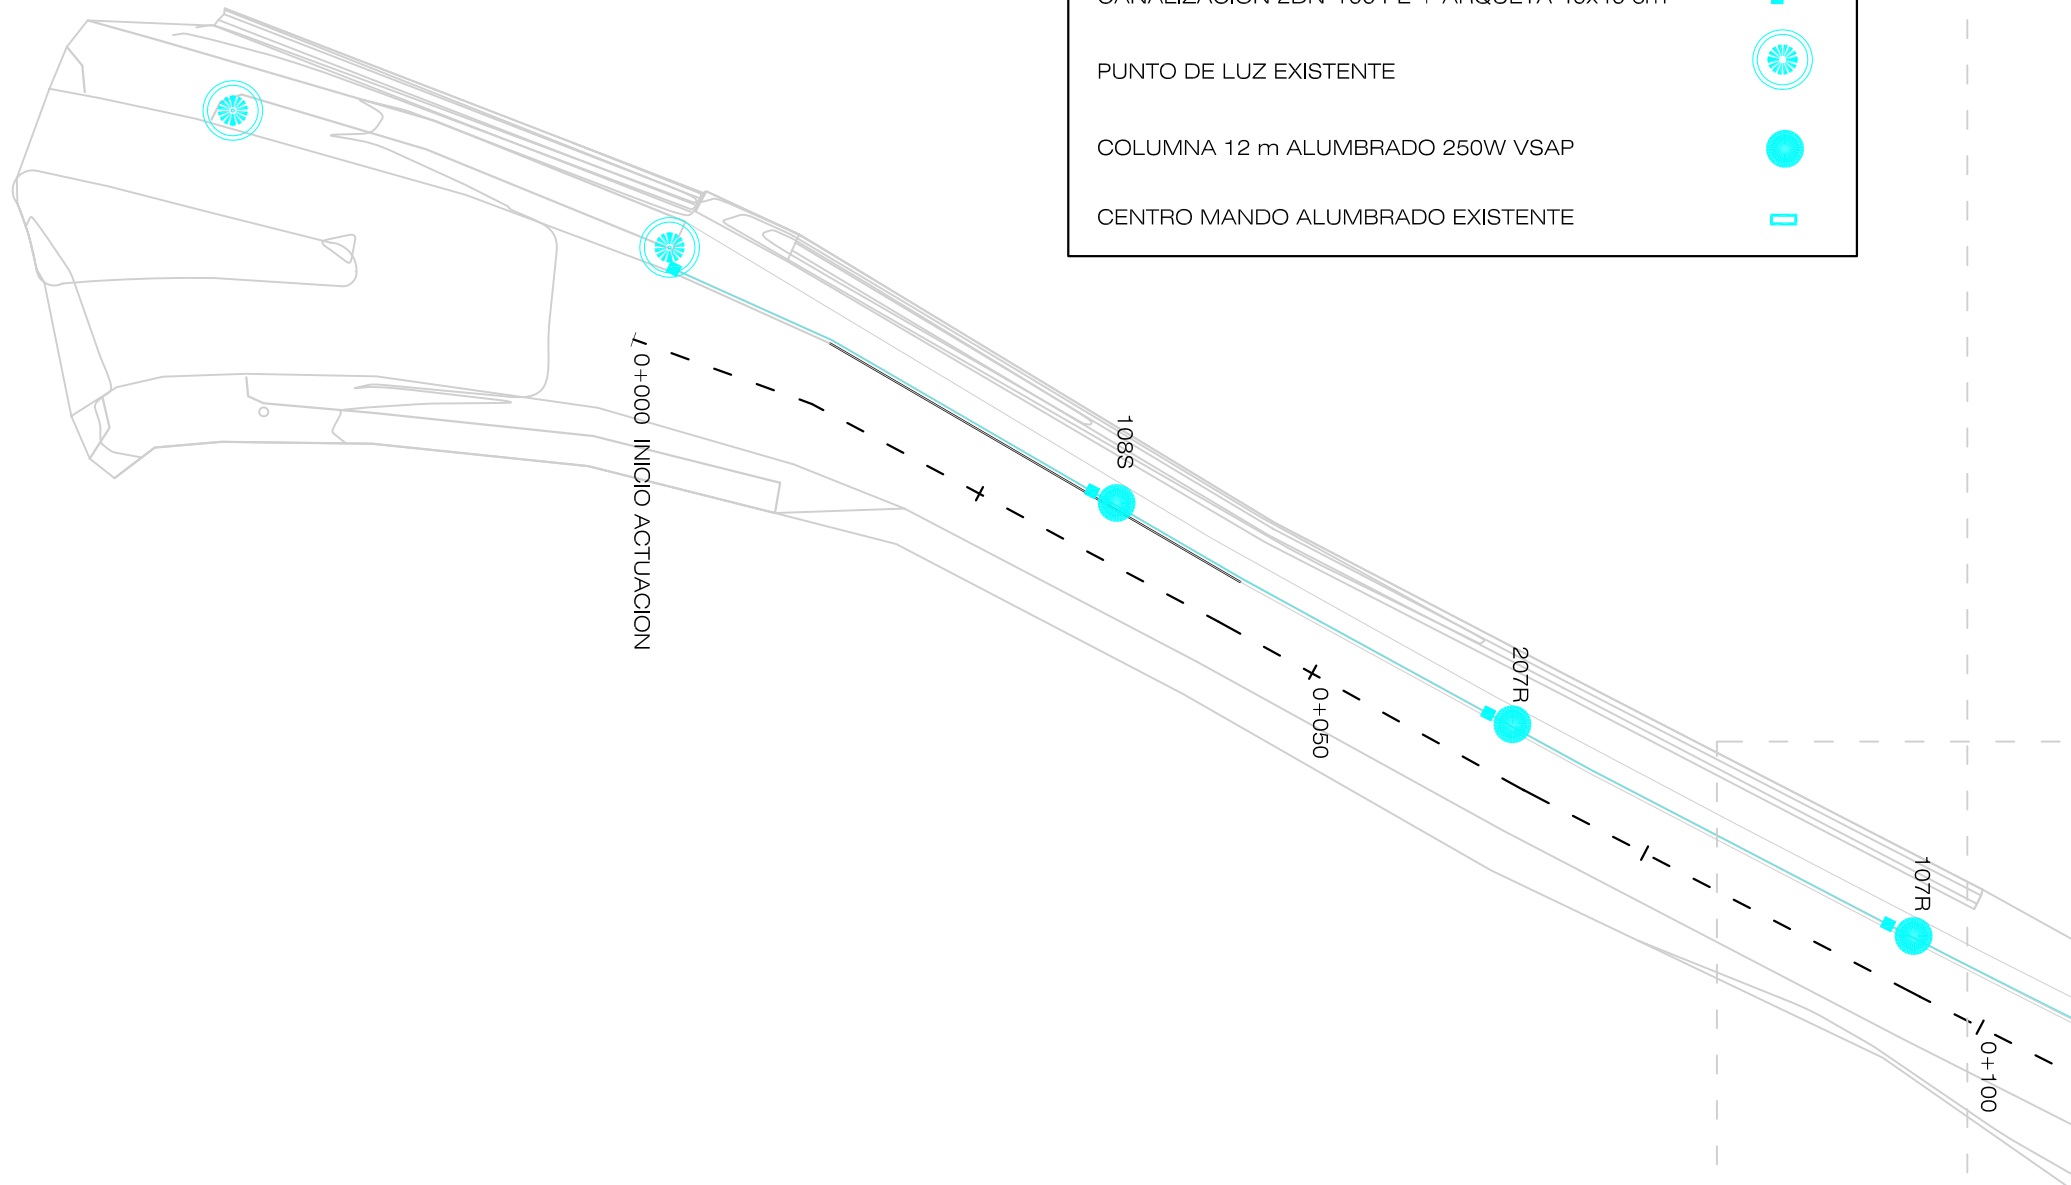 PUNTO DE LUZ EXISTENTE
COLUMNA 12 m ALUMBRADO 250W VSAP
CENTRO MANDO ALUMBRADO EXISTENTE
0+000 INICIO ACTUACION
108S
0+050
207R
107R
0+100